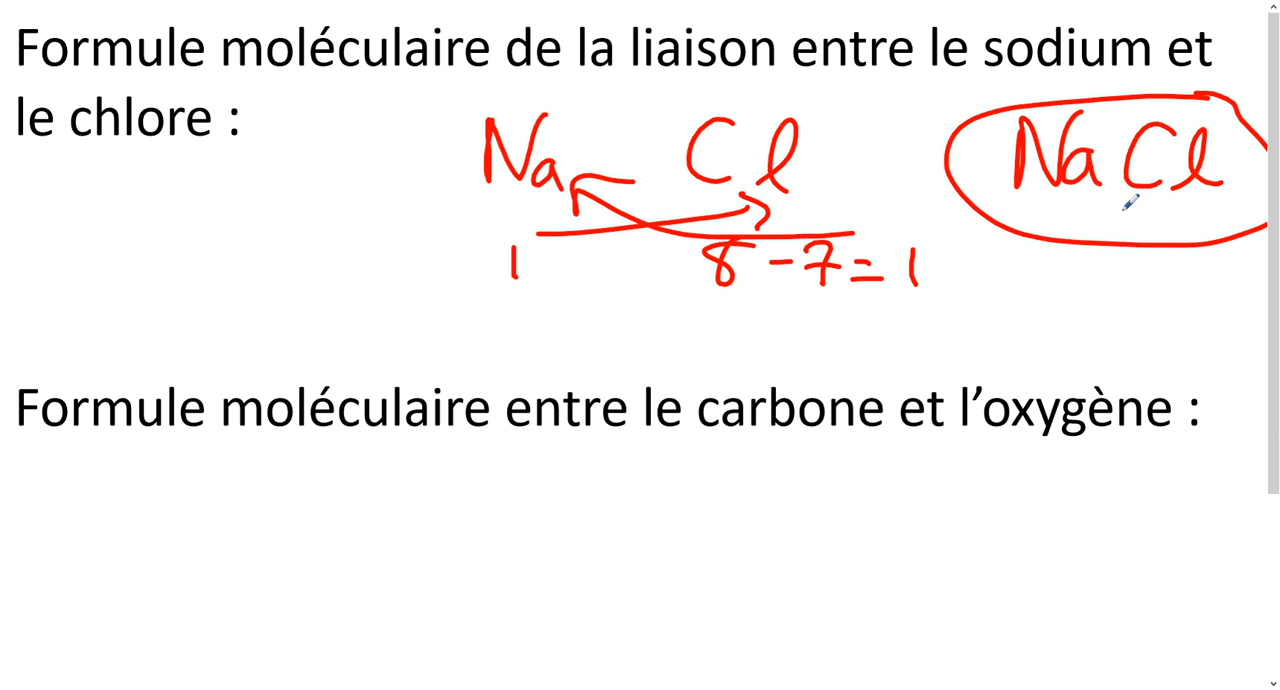 Formule moléculaire de la liaison entre le sodium et
le chlore :
Na Cl NaCl
1 8-7=1
Formule moléculaire entre le carbone et l’oxygène :